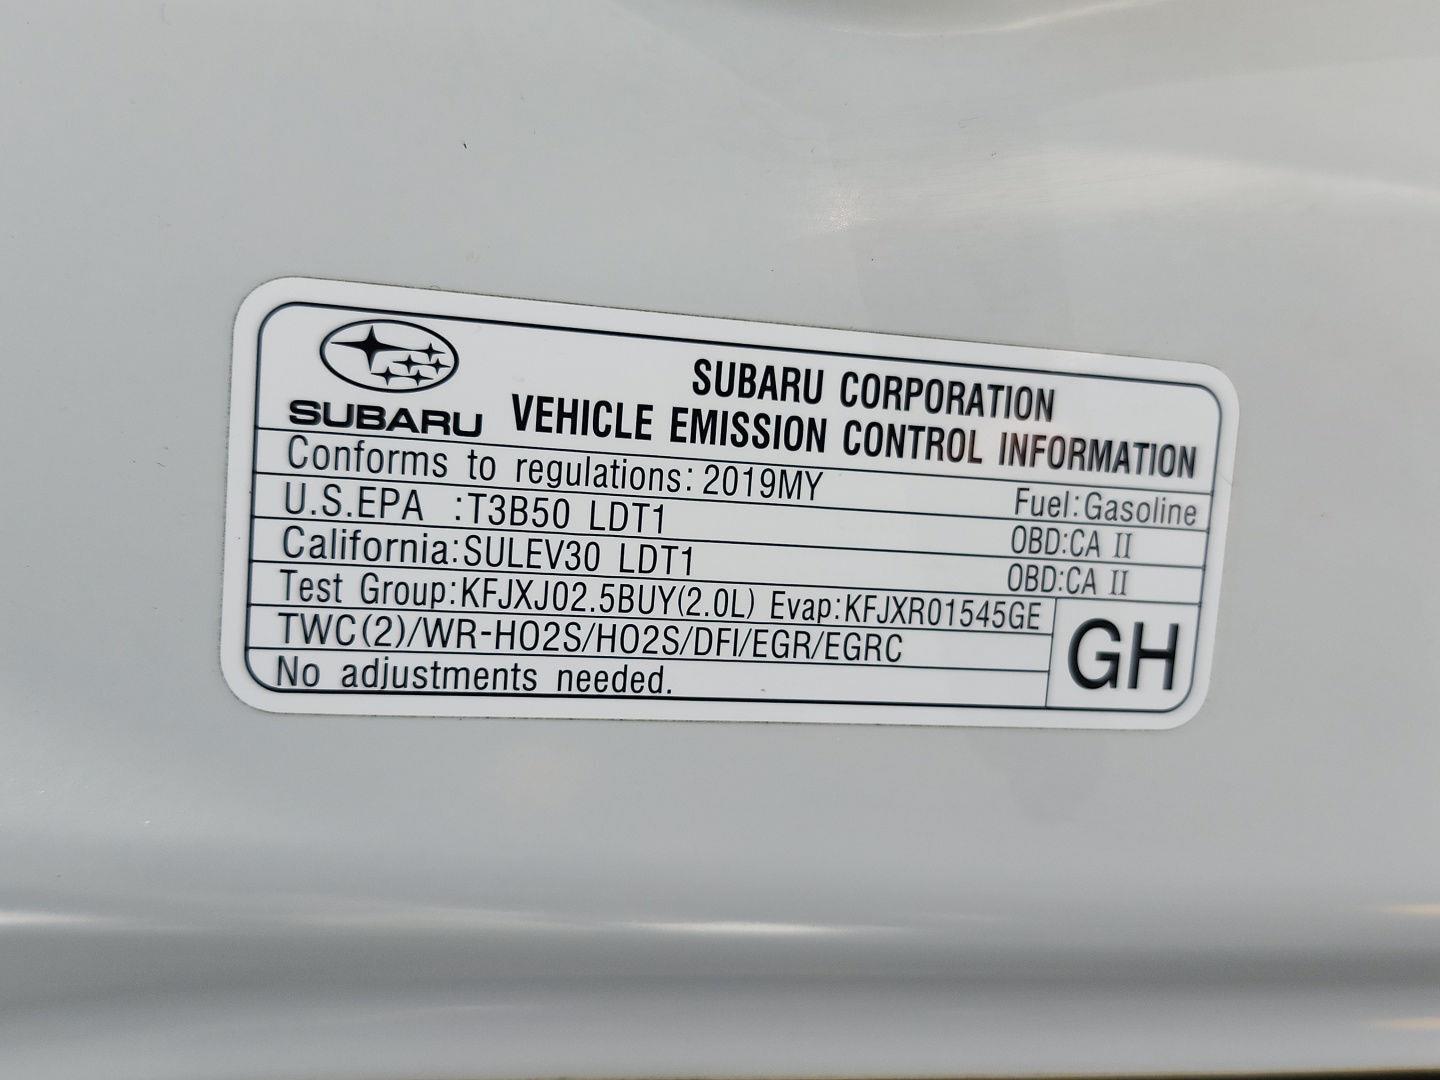 SUBARU
SUBARU CORPORATION
VEHICLE EMISSION CONTROL INFORMATION
Conforms to regulations: 2019MY Fuel:Gasoline
U.S.EPA :T3B50 LDT1 OBD:CA II
California:SULEV30 LDT1 OBD:CA II
Test Group:KFJXJ02.5BUY(2.0L) Evap:KFJXR01545GE
TWC(2)/WR-HO2S/HO2S/DFI/EGR/EGRC
No adjustments needed.
GH